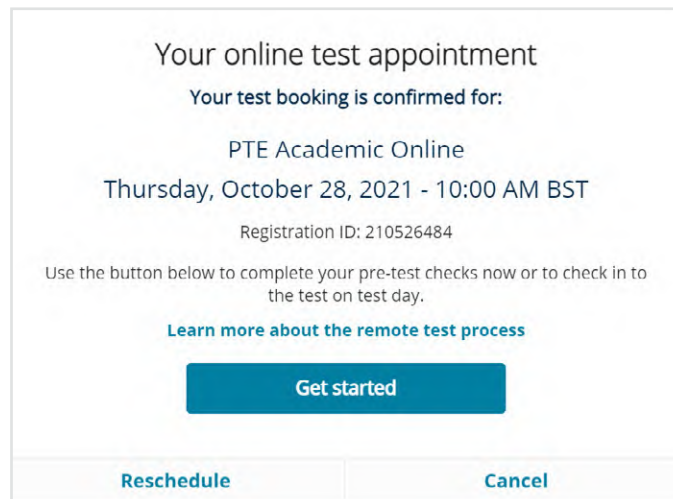 Your online test appointment
Your test booking is confirmed for:
PTE Academic Online
Thursday, October 28, 2021 - 10:00 AM BST
Registration ID: 210526484
Use the button below to complete your pre-test checks now or to check in to
the test on test day.
Learn more about the remote test process
Get started
Reschedule
Cancel